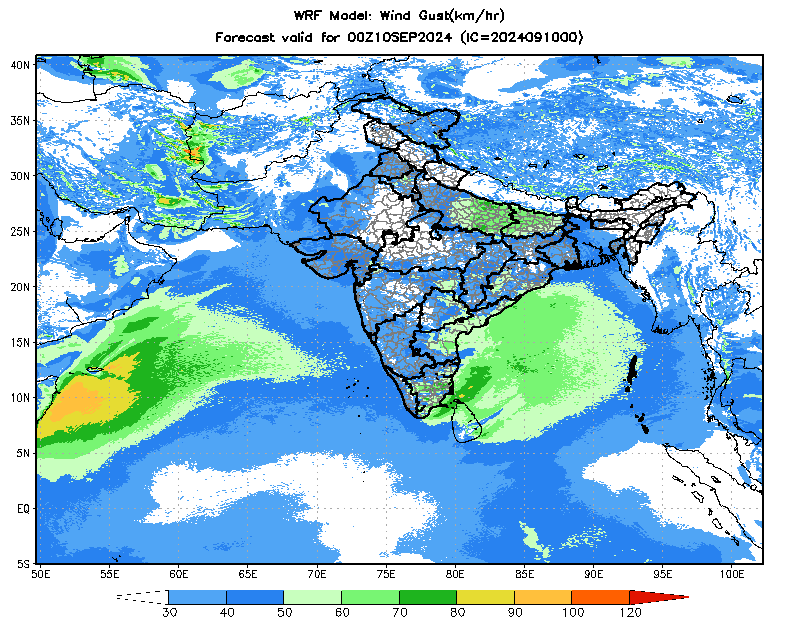 WRF Model: Wind Gust(km/hr)
Forecast valid for 00Z10SEP2024 (IC=2024091000)
40N
35N
30N
25N
20N
15N
10N
5N
EQ
5S
50E 55E 60E 65E 70E 75E 80E 85E 90E 95E 100E
30 40 50 60 70 80 90 100 120